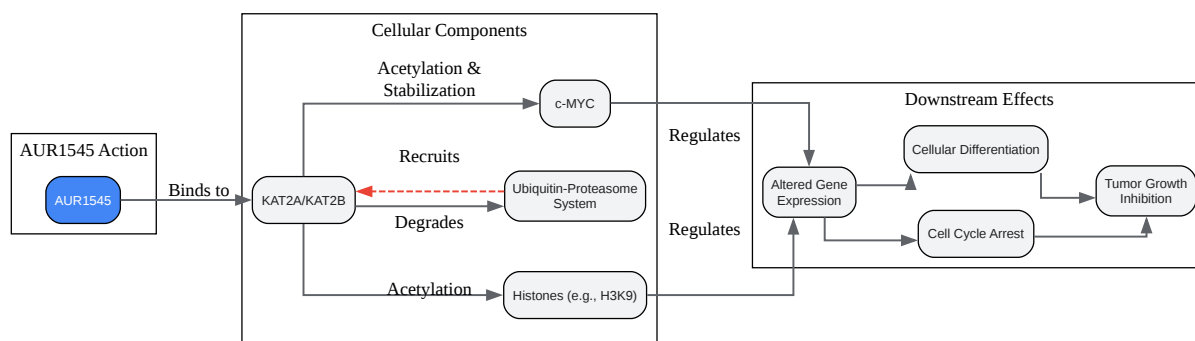 Cellular Components
Acetylation &
Stabilization
c-MYC
Downstream Effects
AUR1545 Action
AUR1545
Binds to
KAT2A/KAT2B
Recruits
Ubiquitin-Proteasome
System
Degrades
Acetylation
Histones (e.g., H3K9)
Regulates
Regulates
Altered Gene
Expression
Cellular Differentiation
Cell Cycle Arrest
Tumor Growth
Inhibition